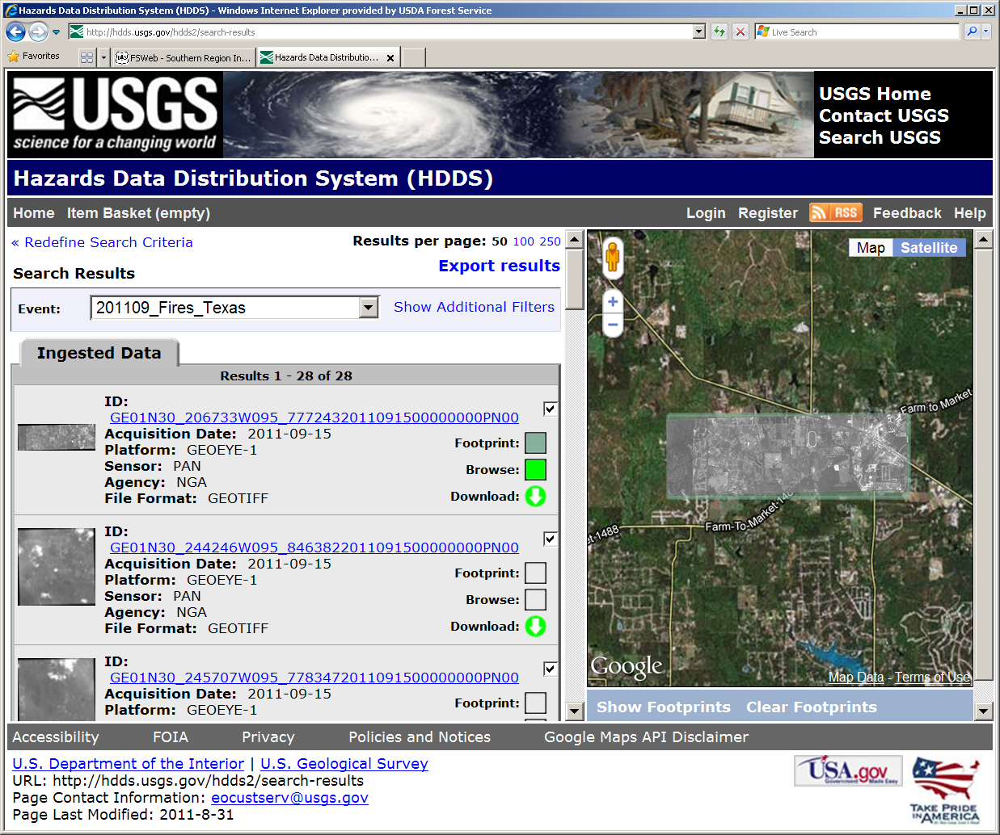 Hazards Data Distribution System (HDDS) - Windows Internet Explorer provided by USDA Forest Service
http://hdds.usgs.gov/hdds2/search-results
Live Search
Favorites
FSWeb - Southern Region In...
Hazards Data Distributio...
USGS
science for a changing world
USGS Home
Contact USGS
Search USGS
Hazards Data Distribution System (HDDS)
Home Item Basket (empty)
Login Register RSS Feedback Help
« Redefine Search Criteria
Results per page: 50 100 250
Export results
Search Results
Event: 201109_Fires_Texas Show Additional Filters
Ingested Data
Results 1 - 28 of 28
ID:
GE01N30_206733W095_7772432011091500000000PN00
Acquisition Date: 2011-09-15
Platform: GEOEYE-1
Sensor: PAN
Agency: NGA
File Format: GEOTIFF
Footprint:
Browse:
Download:
ID:
GE01N30_244246W095_8463822011091500000000PN00
Acquisition Date: 2011-09-15
Platform: GEOEYE-1
Sensor: PAN
Agency: NGA
File Format: GEOTIFF
Footprint:
Browse:
Download:
ID:
GE01N30_245707W095_7783472011091500000000PN00
Acquisition Date: 2011-09-15
Platform: GEOEYE-1
Footprint:
Map Satellite
Farm to Market
Farm-To-Market-148
et-1488
Google
Map Data - Terms of Use
Show Footprints Clear Footprints
Accessibility FOIA Privacy Policies and Notices Google Maps API Disclaimer
U.S. Department of the Interior | U.S. Geological Survey
URL: http://hdds.usgs.gov/hdds2/search-results
Page Contact Information: eocustserv@usgs.gov
Page Last Modified: 2011-8-31
USA.gov
Government Made Easy
TAKE PRIDE
IN AMERICA